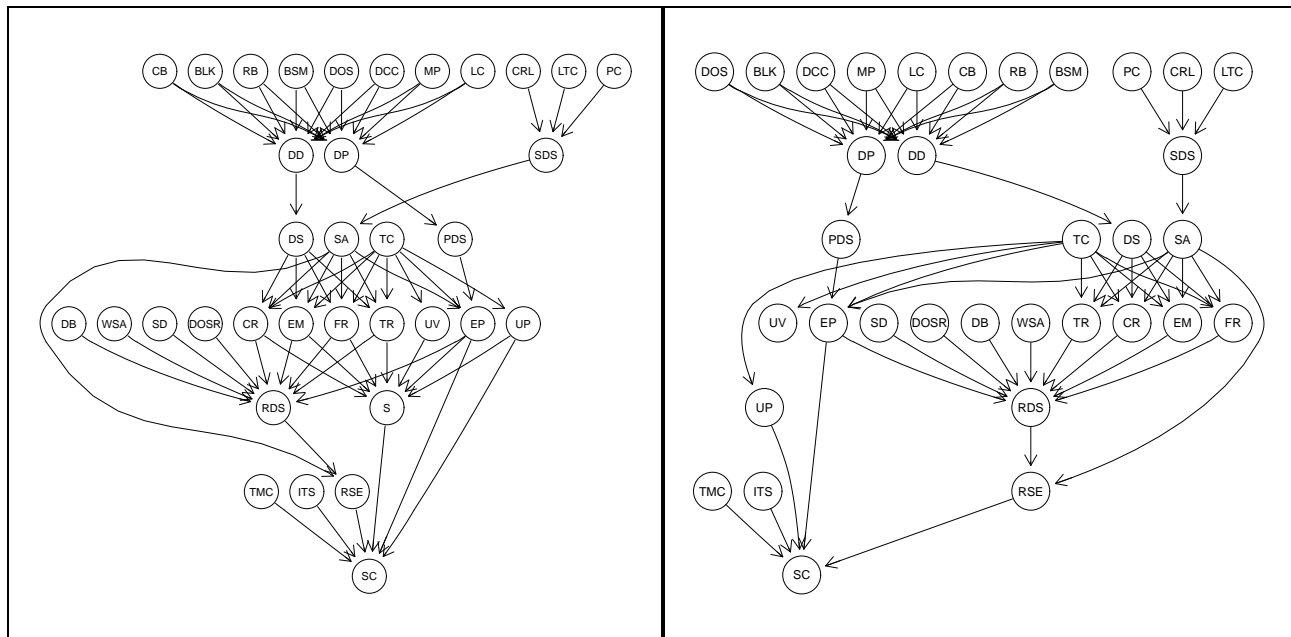 CB BLK RB BSM DOS DCC MP LC CRL LTC PC
DD DP SDS
DS SA TC PDS
DB WSA SD DOSR CR EM FR TR UV EP UP
RDS S
TMC ITS RSE
SC
DOS BLK DCC MP LC CB RB BSM PC CRL LTC
DP DD SDS
PDS TC DS SA
UV EP SD DOSR DB WSA TR CR EM FR
UP RDS
TMC ITS RSE
SC